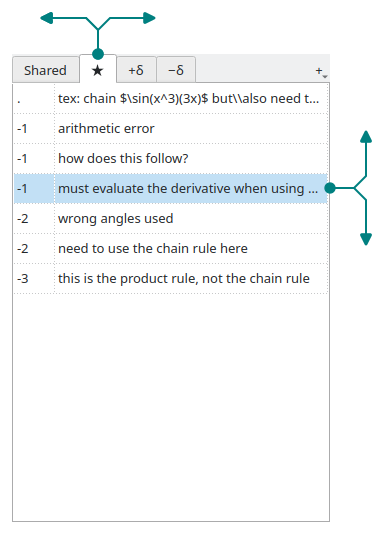 Shared ★ +δ −δ +
. tex: chain $\sin(x^3)(3x)$ but\\also need t...
-1 arithmetic error
-1 how does this follow?
-1 must evaluate the derivative when using ...
-2 wrong angles used
-2 need to use the chain rule here
-3 this is the product rule, not the chain rule